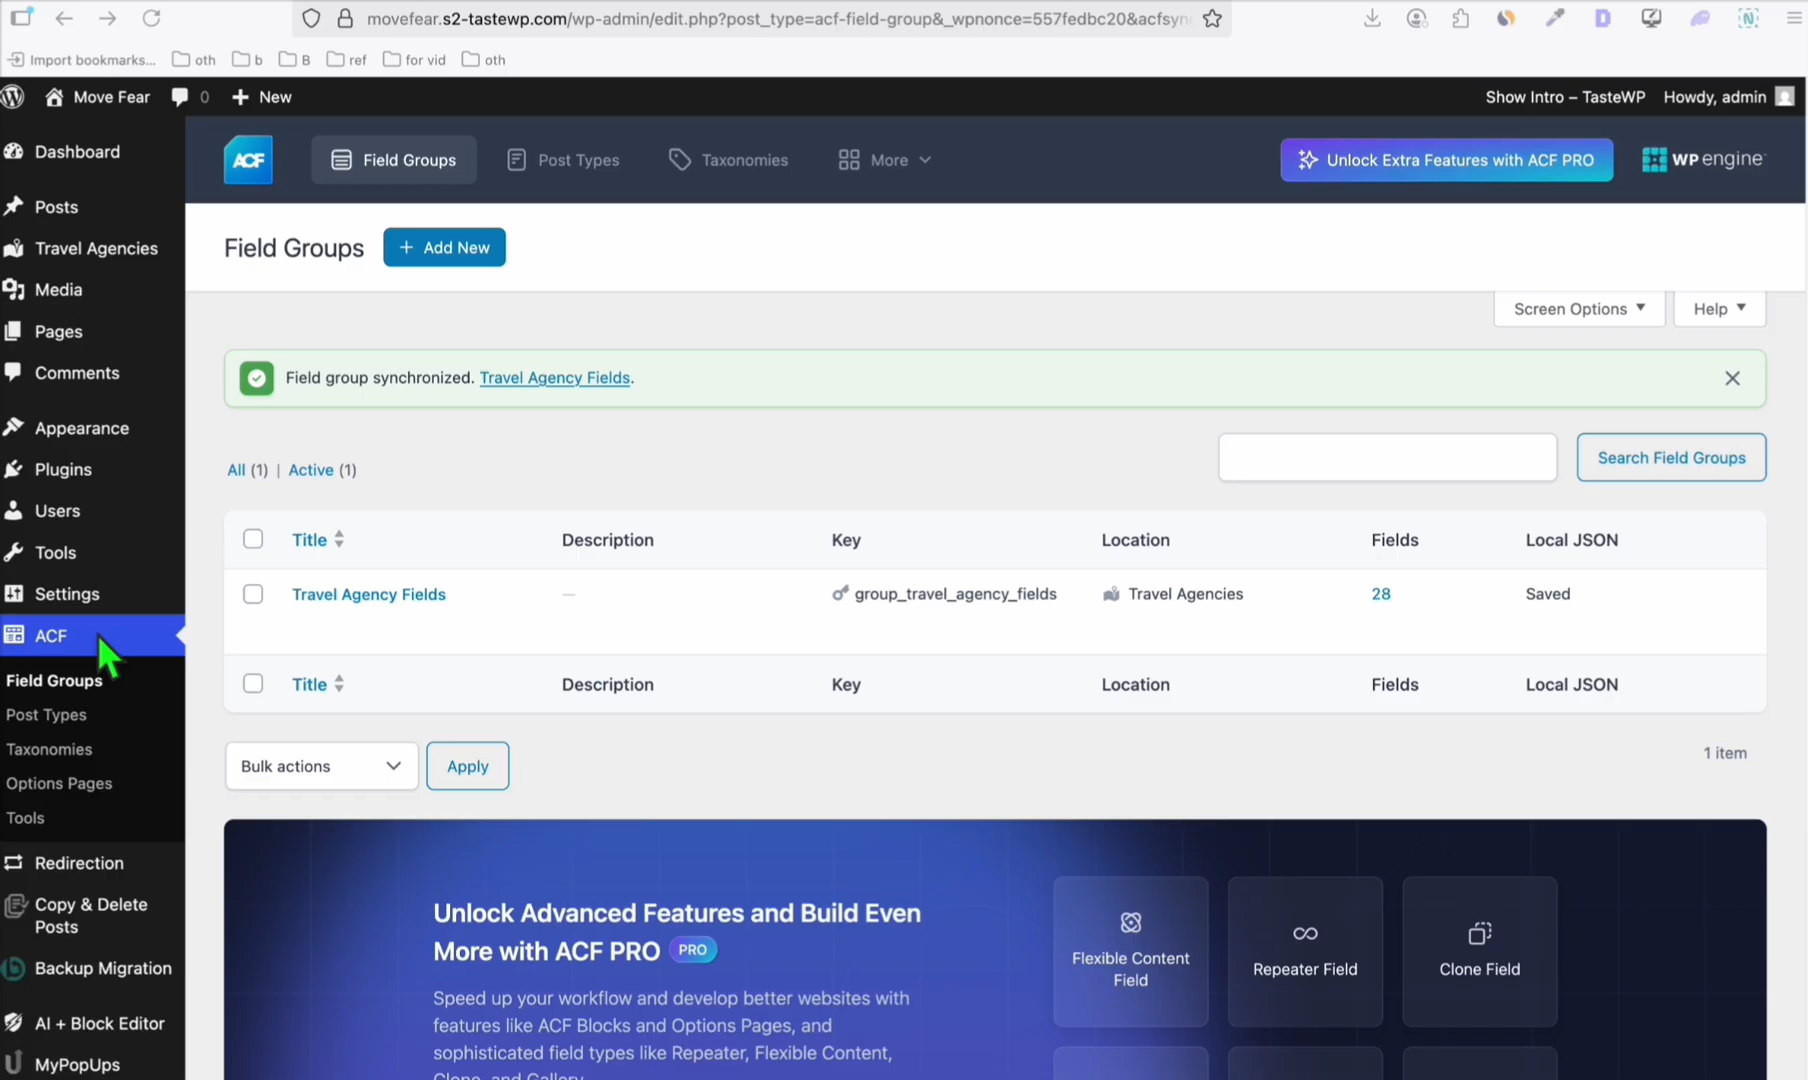 movefear.s2-tastewp.com/wp-admin/edit.php?post_type=acf-field-group&_wpnonce=557fedbc20&acfsyn
Import bookmarks...
oth
b
B
ref
for vid
oth
Move Fear
0
New
Show Intro – TasteWP
Howdy, admin
Dashboard
Posts
Travel Agencies
Media
Pages
Comments
Appearance
Plugins
Users
Tools
Settings
ACF
Field Groups
Post Types
Taxonomies
Options Pages
Tools
Redirection
Copy & Delete
Posts
Backup Migration
AI + Block Editor
MyPopUps
ACF
Field Groups
Post Types
Taxonomies
More
Unlock Extra Features with ACF PRO
WP engine
Field Groups
+ Add New
Screen Options
Help
Field group synchronized. Travel Agency Fields.
All (1) | Active (1)
Search Field Groups
Title Description Key Location Fields Local JSON
Travel Agency Fields — group_travel_agency_fields Travel Agencies 28 Saved
Title Description Key Location Fields Local JSON
Bulk actions
Apply
1 item
Unlock Advanced Features and Build Even
More with ACF PRO PRO
Speed up your workflow and develop better websites with
features like ACF Blocks and Options Pages, and
sophisticated field types like Repeater, Flexible Content,
Clone, and Gallery.
Flexible Content
Field
Repeater Field
Clone Field